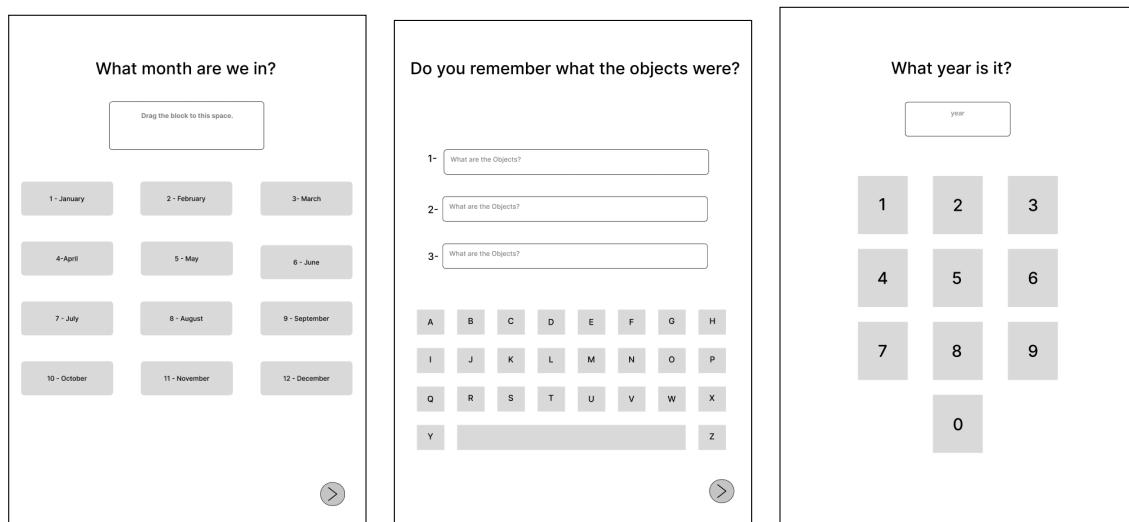 What month are we in?
Drag the block to this space.
1 - January
2 - February
3- March
4-April
5 - May
6 - June
7 - July
8 - August
9 - September
10 - October
11 - November
12 - December
Do you remember what the objects were?
1- What are the Objects?
2- What are the Objects?
3- What are the Objects?
A B C D E F G H
I J K L M N O P
Q R S T U V W X
Y Z
What year is it?
year
1 2 3
4 5 6
7 8 9
0